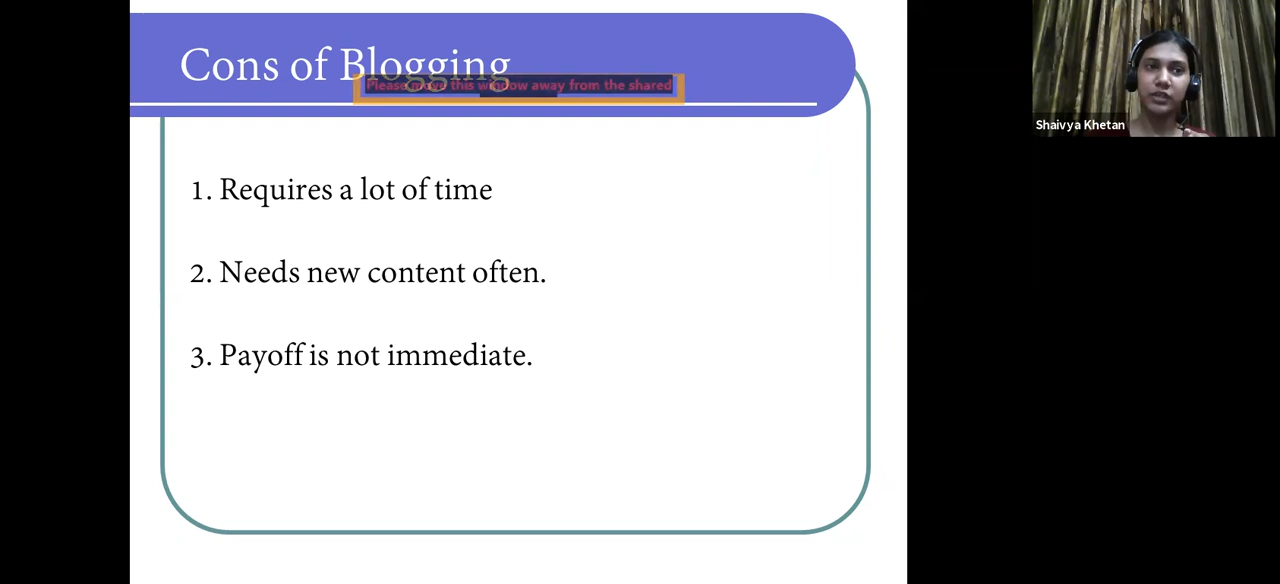 Cons of Blogging
Please move this window away from the shared
1. Requires a lot of time
2. Needs new content often.
3. Payoff is not immediate.
Shaivya Khetan